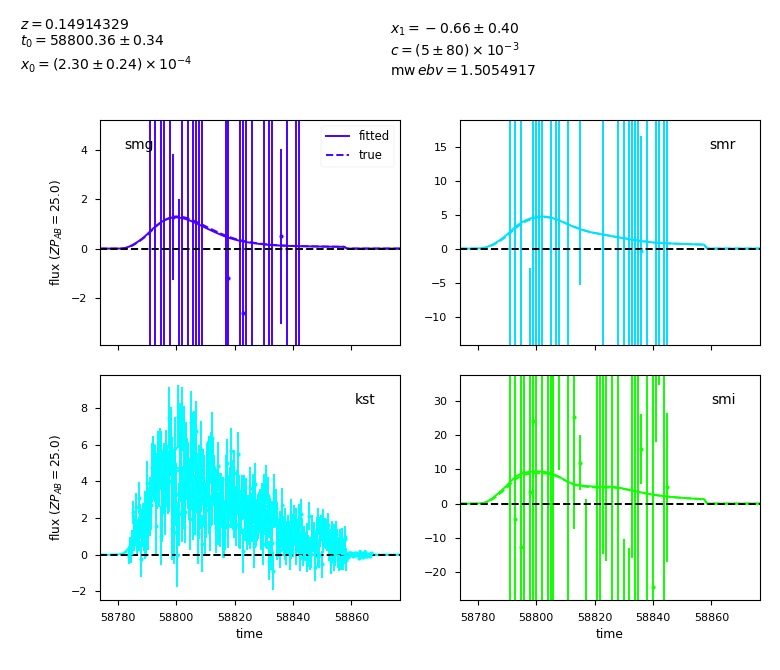 z = 0.14914329
t₀ = 58800.36 ± 0.34
x₀ = (2.30 ± 0.24) × 10⁻⁴
x₁ = −0.66 ± 0.40
c = (5 ± 80) × 10⁻³
mw ebv = 1.5054917
smg
fitted
true
flux (ZP_AB = 25.0)
4
2
0
−2
smr
15
10
5
0
−5
−10
kst
flux (ZP_AB = 25.0)
8
6
4
2
0
−2
58780 58800 58820 58840 58860
time
smi
30
20
10
0
−10
−20
58780 58800 58820 58840 58860
time